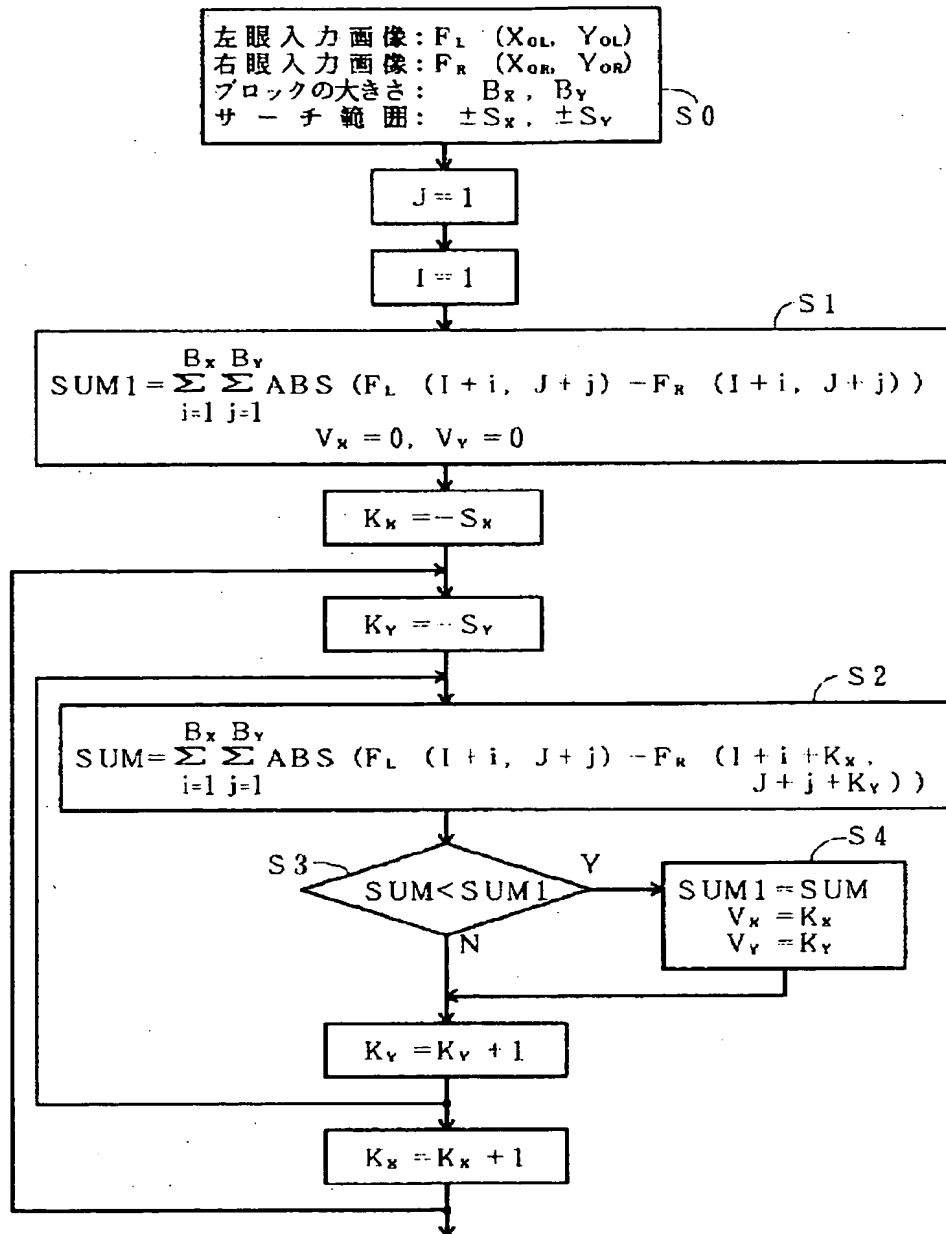 左眼入力画像：F_L (X_OL, Y_OL)
右眼入力画像：F_R (X_OR, Y_OR)
ブロックの大きさ： B_X, B_Y
サーチ範囲： ±S_X, ±S_Y
S0
J=1
I=1
S1
SUM1=Σ_{i=1}^{B_X} Σ_{j=1}^{B_Y} ABS (F_L (I+i, J+j) −F_R (I+i, J+j) )
V_X=0, V_Y=0
K_X=−S_X
K_Y=−S_Y
S2
SUM=Σ_{i=1}^{B_X} Σ_{j=1}^{B_Y} ABS (F_L (I+i, J+j) −F_R (I+i+K_X,
J+j+K_Y) )
S3
SUM<SUM1
Y
N
S4
SUM1=SUM
V_X=K_X
V_Y=K_Y
K_Y=K_Y+1
K_X=K_X+1